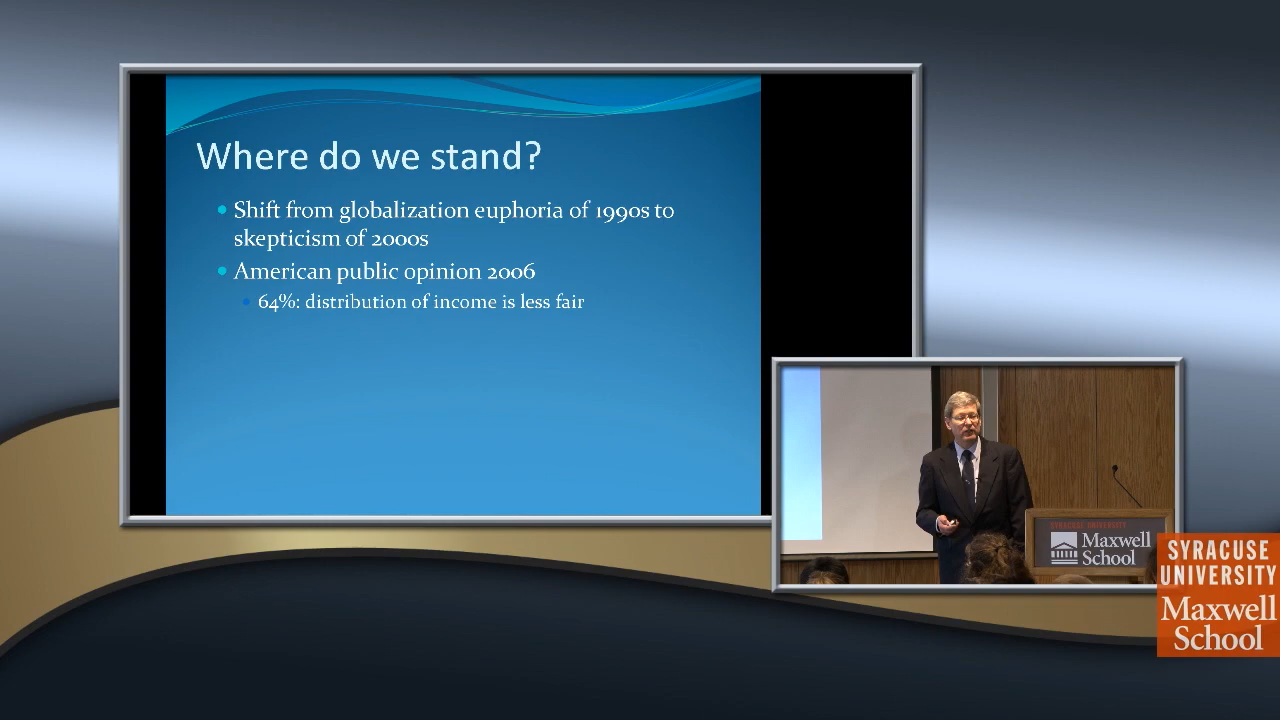 Where do we stand?
Shift from globalization euphoria of 1990s to
skepticism of 2000s
American public opinion 2006
64%: distribution of income is less fair
SYRACUSE UNIVERSITY
Maxwell
School
SYRACUSE
UNIVERSITY
Maxwell
School